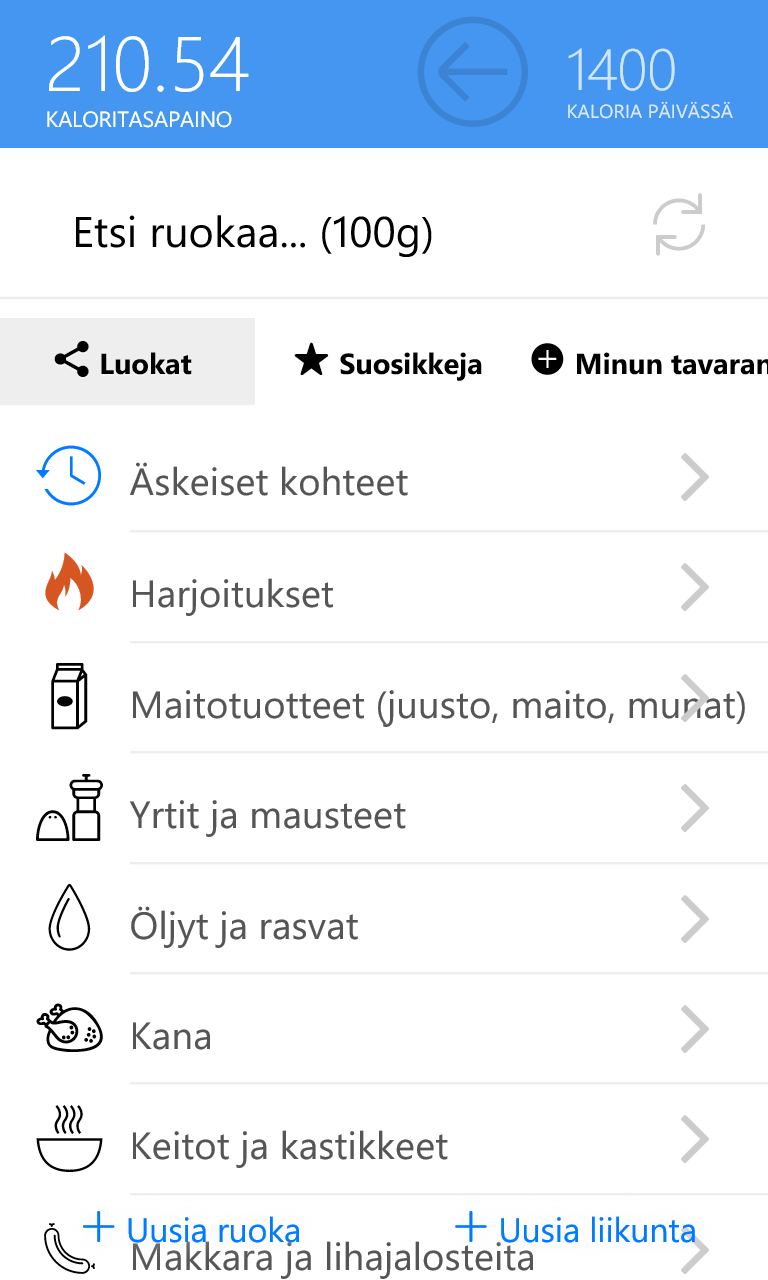 210.54
KALORITASAPAINO
1400
KALORIA PÄIVÄSSÄ
Etsi ruokaa... (100g)
Luokat
Suosikkeja
Minun tavaran
Äskeiset kohteet
Harjoitukset
Maitotuotteet (juusto, maito, munat)
Yrtit ja mausteet
Öljyt ja rasvat
Kana
Keitot ja kastikkeet
Uusia ruoka
Uusia liikunta
Makkara ja lihajalosteita